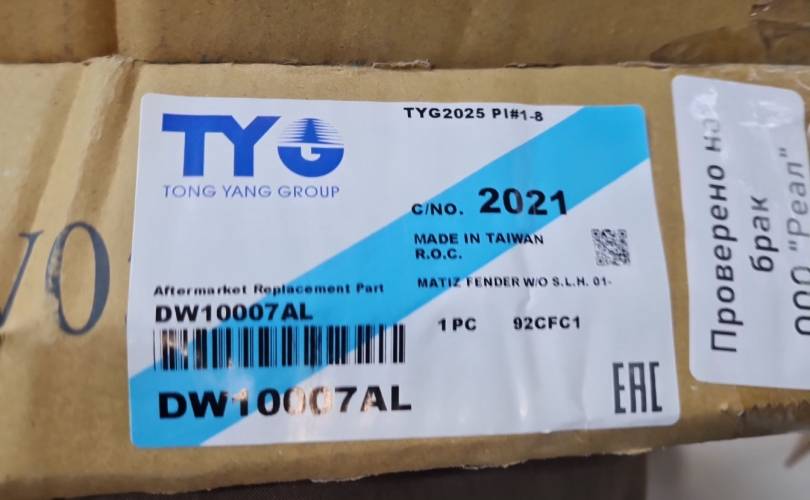 TYG
TONG YANG GROUP
TYG2025 PI#1-8
C/NO. 2021
MADE IN TAIWAN
R.O.C.
MATIZ FENDER W/O S.L.H. 01-
Aftermarket Replacement Part
DW10007AL
1 PC 92CFC1
DW10007AL
EAC
Проверено на
брак
ООО "Реал"